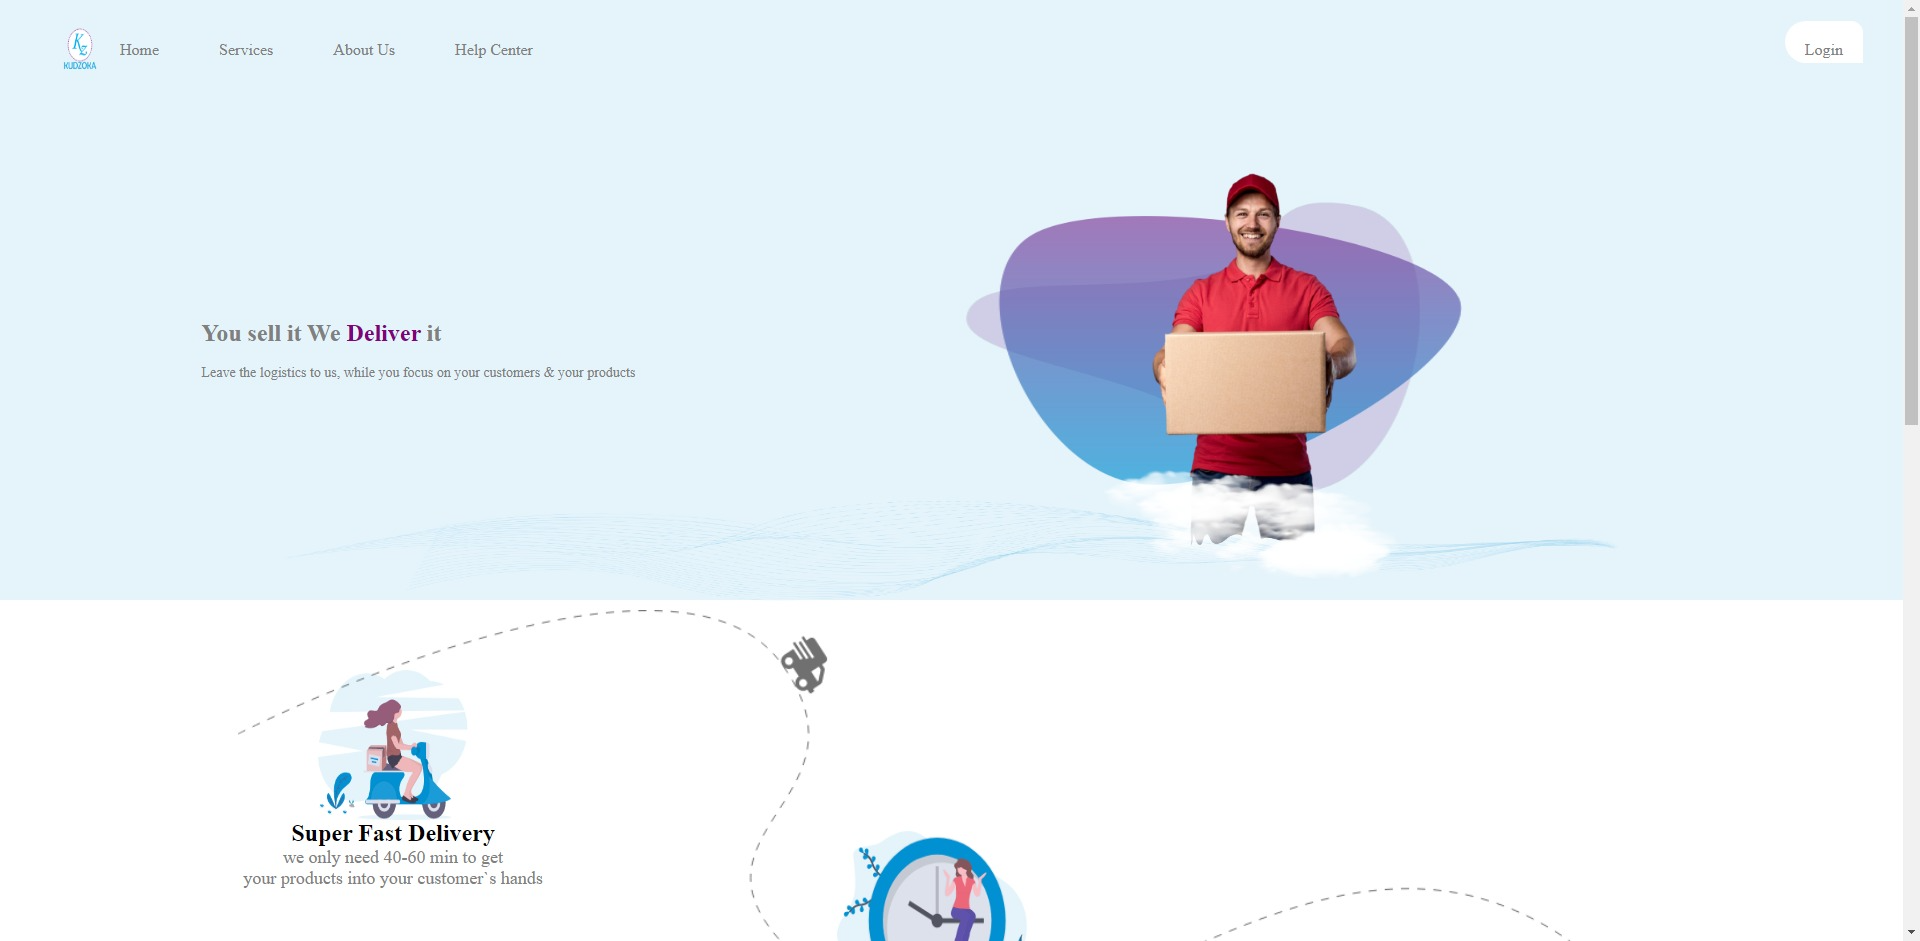 Kz
KUDZOKA
Home
Services
About Us
Help Center
Login
You sell it We Deliver it
Leave the logistics to us, while you focus on your customers & your products
Super Fast Delivery
we only need 40-60 min to get
your products into your customer`s hands